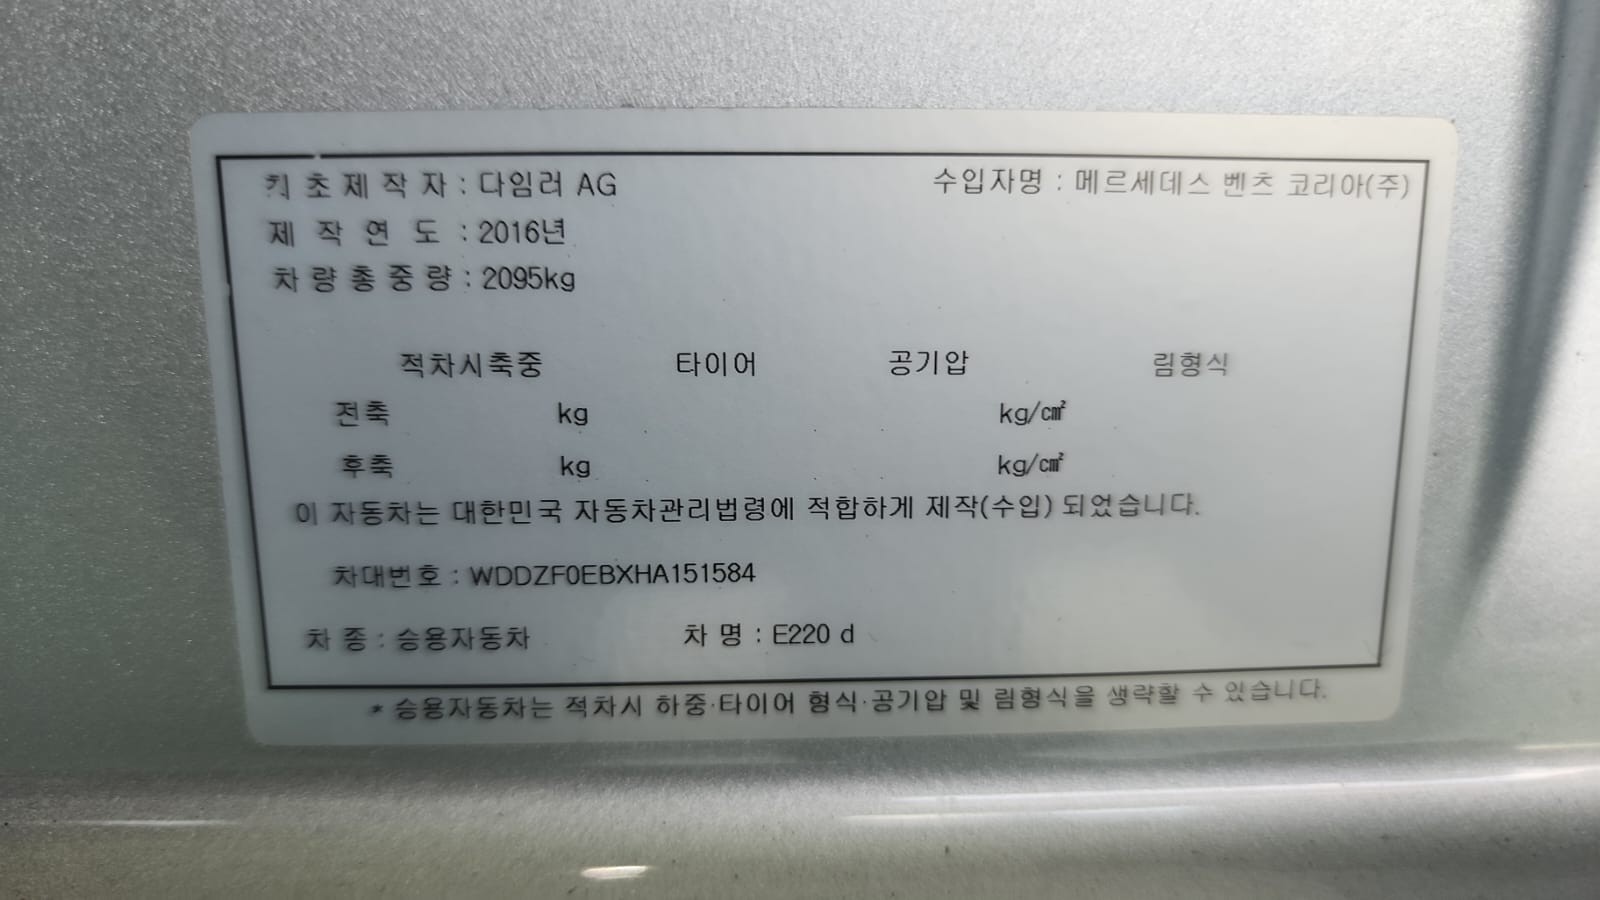 최초제작자 : 다임러 AG 수입자명 : 메르세데스 벤츠 코리아(주)
제작연도 : 2016년
차량총중량 : 2095kg
적차시축중 타이어 공기압 림형식
전축 kg kg/㎠
후축 kg kg/㎠
이 자동차는 대한민국 자동차관리법령에 적합하게 제작(수입) 되었습니다.
차대번호 : WDDZF0EBXHA151584
차종 : 승용자동차 차명 : E220 d
* 승용자동차는 적차시 하중·타이어 형식·공기압 및 림형식을 생략할 수 있습니다.